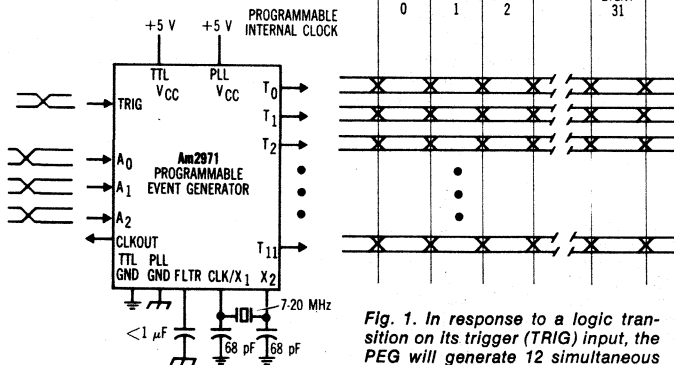 PROGRAMMABLE
INTERNAL CLOCK
0 1 2 31
+5 V +5 V
TTL PLL
VCC VCC
TRIG
A0
A1
A2
CLKOUT
Am2971
PROGRAMMABLE
EVENT GENERATOR
T0
T1
T2
T11
TTL PLL
GND GND FLTR CLK/X1 X2
7-20 MHz
<1 μF
68 pF 68 pF
Fig. 1. In response to a logic tran-
sition on its trigger (TRIG) input, the
PEG will generate 12 simultaneous